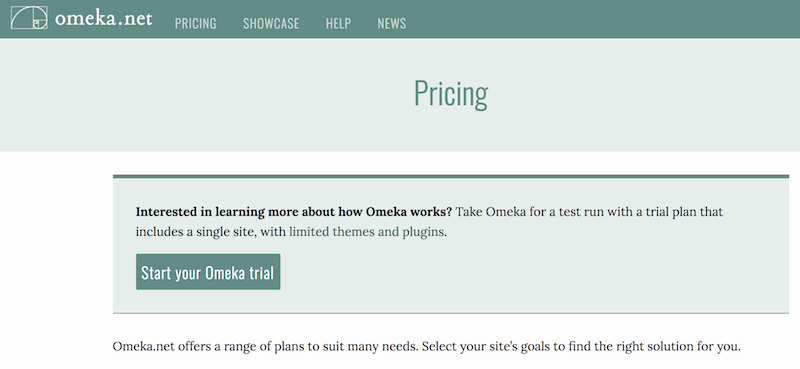 omeka.net PRICING SHOWCASE HELP NEWS
Pricing
Interested in learning more about how Omeka works? Take Omeka for a test run with a trial plan that
includes a single site, with limited themes and plugins.
Start your Omeka trial
Omeka.net offers a range of plans to suit many needs. Select your site’s goals to find the right solution for you.